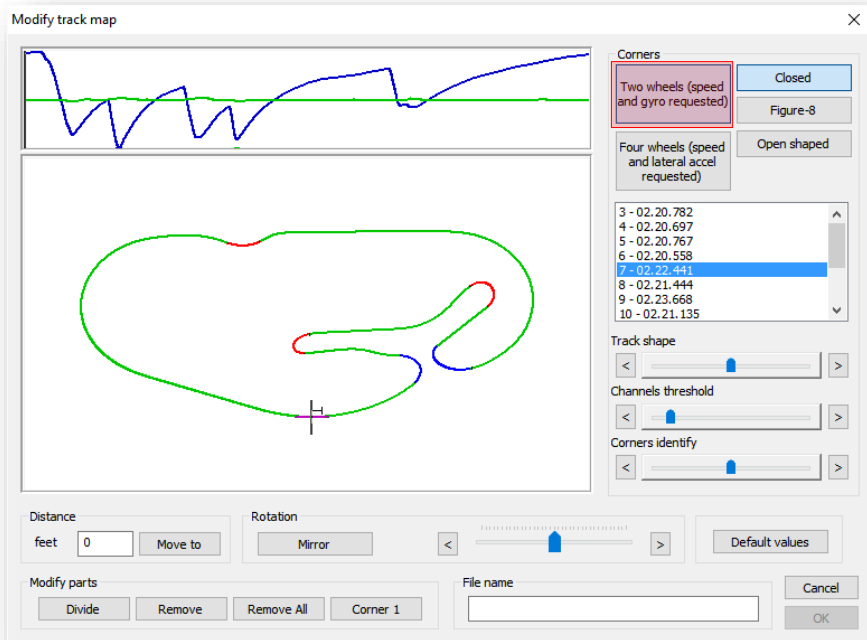 Modify track map
Corners
Two wheels (speed
and gyro requested)
Closed
Figure-8
Four wheels (speed
and lateral accel
requested)
Open shaped
3 - 02.20.782
4 - 02.20.697
5 - 02.20.767
6 - 02.20.558
7 - 02.22.441
8 - 02.21.444
9 - 02.23.668
10 - 02.21.135
Track shape
<
>
Channels threshold
<
>
Corners identify
<
>
Distance
feet
0
Move to
Rotation
Mirror
<
>
Default values
Modify parts
Divide
Remove
Remove All
Corner 1
File name
Cancel
OK